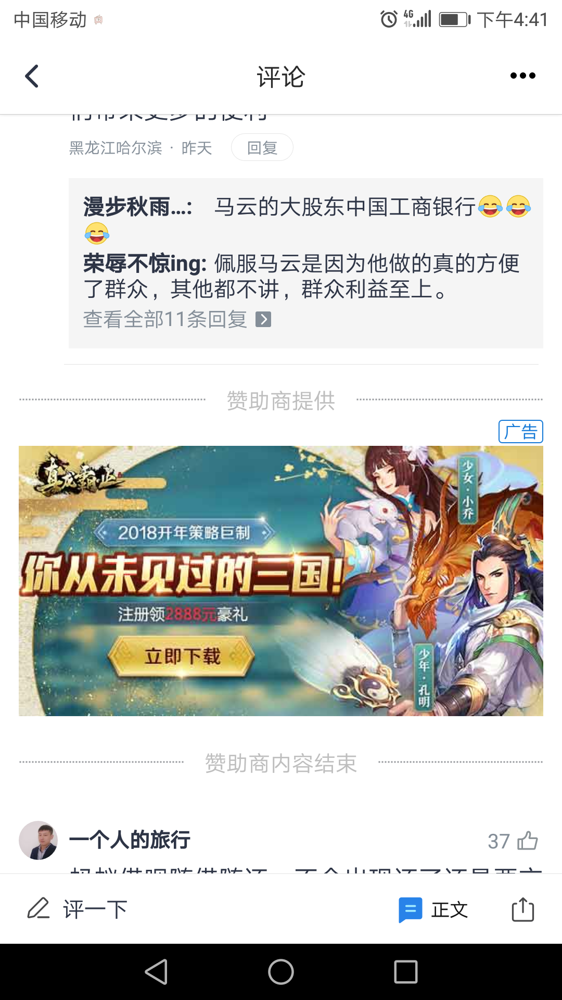 中国移动
4G
下午4:41
评论
黑龙江哈尔滨 · 昨天
回复
漫步秋雨...: 马云的大股东中国工商银行😂😂
😂
荣辱不惊ing: 佩服马云是因为他做的真的方便
了群众，其他都不讲，群众利益至上。
查看全部11条回复
赞助商提供
广告
真龙霸业
少女·小乔
2018开年策略巨制
你从未见过的三国!
注册领2888元豪礼
立即下载
少年·孔明
赞助商内容结束
一个人的旅行
37
评一下
正文